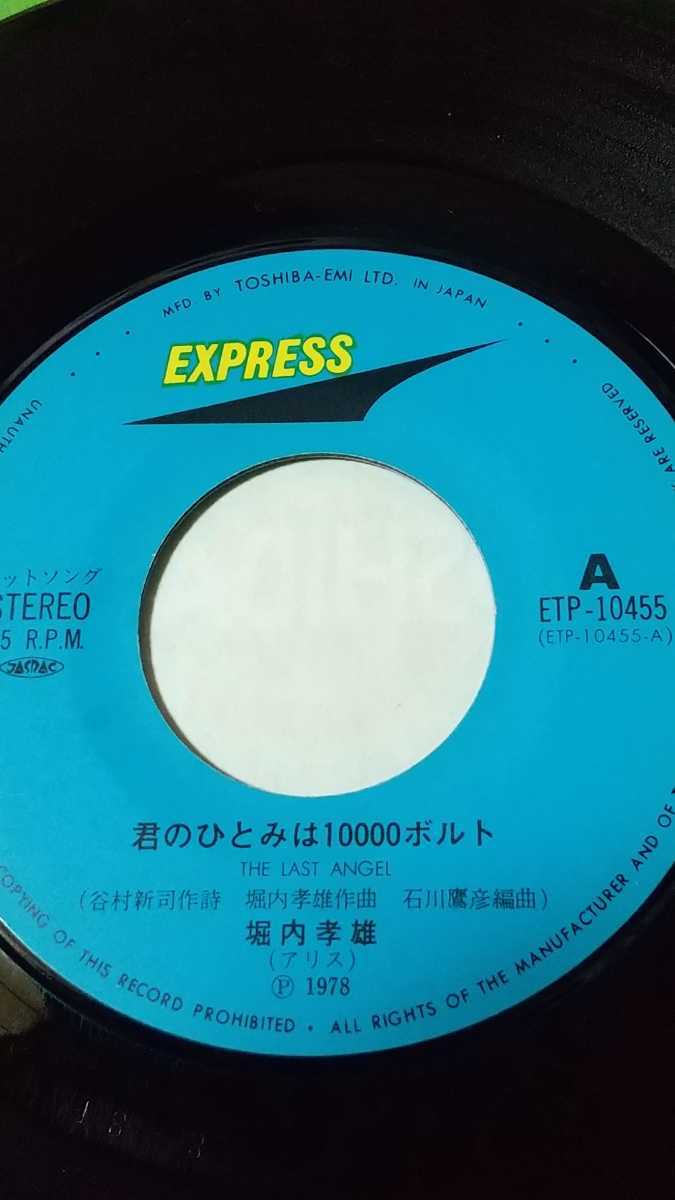 MFD. BY TOSHIBA-EMI LTD. IN JAPAN
EXPRESS
ARE RESERVED
ットソング
STEREO
5 R.P.M.
JASRAC
A
ETP-10455
(ETP-10455-A)
君のひとみは10000ボルト
THE LAST ANGEL
(谷村新司作詩 堀内孝雄作曲 石川鷹彦編曲)
堀内孝雄
(アリス)
Ⓟ 1978
COPYING OF THIS RECORD PROHIBITED • ALL RIGHTS OF THE MANUFACTURER AND OF